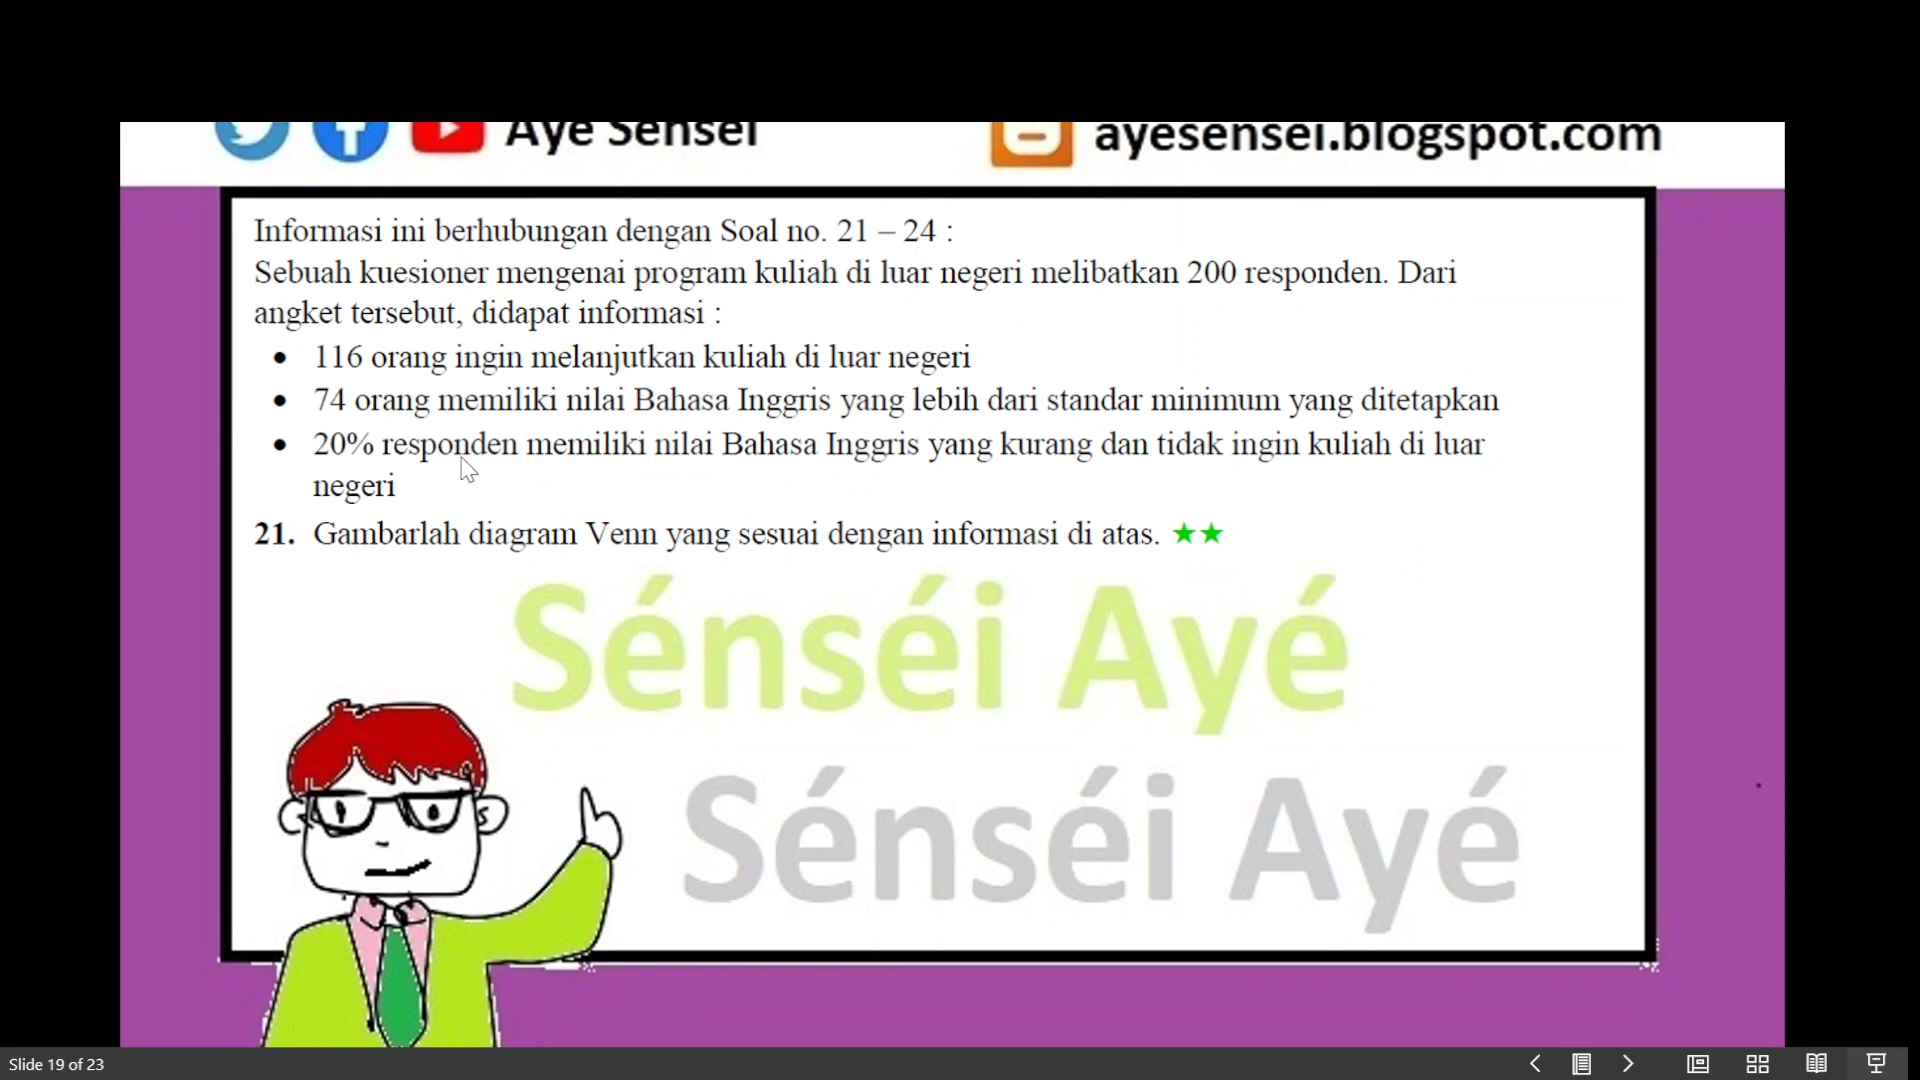 Aye Sensei
ayesensei.blogspot.com
Informasi ini berhubungan dengan Soal no. 21 – 24 :
Sebuah kuesioner mengenai program kuliah di luar negeri melibatkan 200 responden. Dari
angket tersebut, didapat informasi :
• 116 orang ingin melanjutkan kuliah di luar negeri
• 74 orang memiliki nilai Bahasa Inggris yang lebih dari standar minimum yang ditetapkan
• 20% responden memiliki nilai Bahasa Inggris yang kurang dan tidak ingin kuliah di luar
negeri
21. Gambarlah diagram Venn yang sesuai dengan informasi di atas. ★★
Sénséi Ayé
Sénséi Ayé
Slide 19 of 23